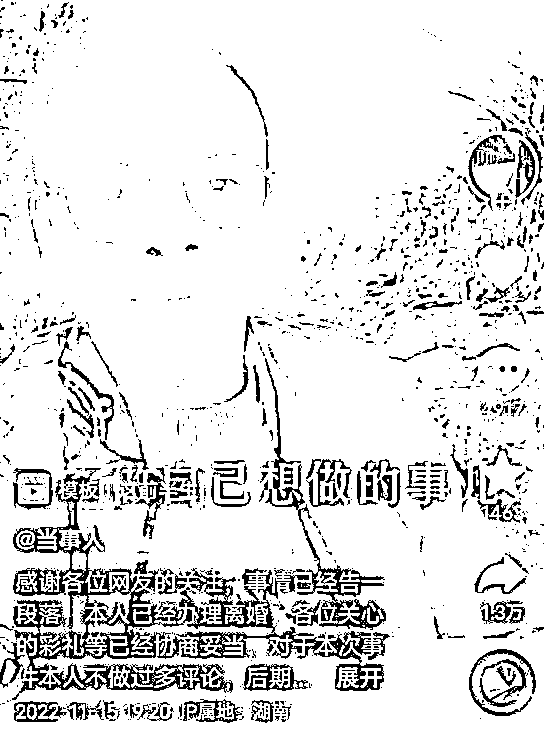 做自己想做的事
模板
@当事人
感谢各位网友的关注，事情已经告一
段落，本人已经办理离婚，各位关心
的彩礼等已经协商妥当，对于本次事
件本人不做过多评论，后期... 展开
2022-11-15 19:20 IP属地：湖南
13万